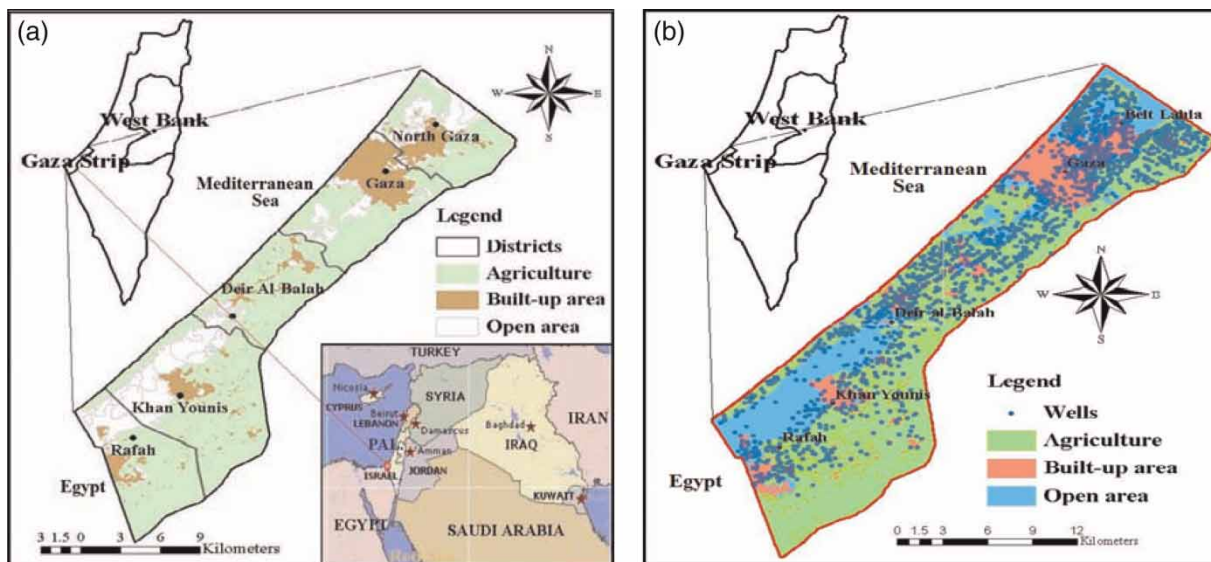 (a)
N
W
E
S
West Bank
Gaza Strip
North Gaza
Gaza
Mediterranean
Sea
Deir Al-Balah
Khan Younis
Rafah
Egypt
Legend
Districts
Agriculture
Built-up area
Open area
3 1.5 0 3 6 9
Kilometers
TURKEY
Nicosia
CYPRUS
SYRIA
Beirut
LEBANON
Damascus
IRAN
Baghdad
IRAQ
PAL.
Amman
ISRAEL
JORDAN
KUWAIT
EGYPT
SAUDI ARABIA
(b)
West Bank
Gaza Strip
Beit Lahia
Gaza
Mediterranean
Sea
N
W
E
S
Deir al-Balah
Khan Younis
Rafah
Egypt
Legend
Wells
Agriculture
Built-up area
Open area
0 1.5 3 6 9 12
Kilometers